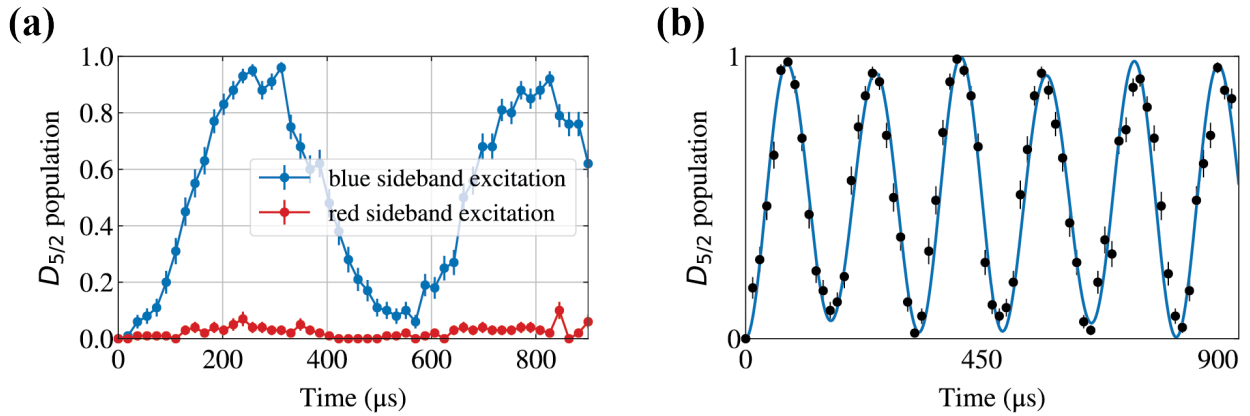 (a)
(b)
1.0
0.8
0.6
0.4
0.2
0.0
D5/2 population
blue sideband excitation
red sideband excitation
0
200
400
600
800
Time (μs)
1
0
D5/2 population
0
450
900
Time (μs)